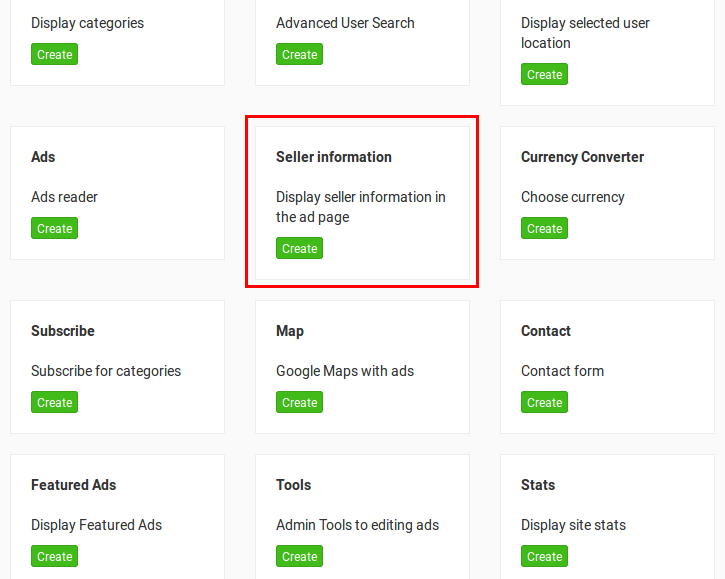 Display categories
Create
Advanced User Search
Create
Display selected user
location
Create
Ads
Ads reader
Create
Seller information
Display seller information in
the ad page
Create
Currency Converter
Choose currency
Create
Subscribe
Subscribe for categories
Create
Map
Google Maps with ads
Create
Contact
Contact form
Create
Featured Ads
Display Featured Ads
Create
Tools
Admin Tools to editing ads
Create
Stats
Display site stats
Create